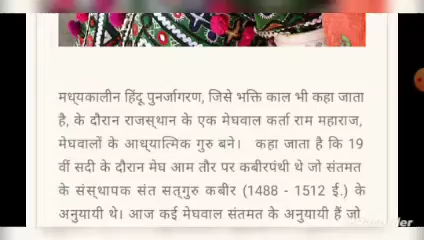 मध्यकालीन हिंदू पुनर्जागरण, जिसे भक्ति काल भी कहा जाता
है, के दौरान राजस्थान के एक मेघवाल कर्ता राम महाराज,
मेघवालों के आध्यात्मिक गुरु बने। कहा जाता है कि 19
वीं सदी के दौरान मेघ आम तौर पर कबीरपंथी थे जो संतमत
के संस्थापक संत सत्गुरु कबीर (1488 - 1512 ई.) के
अनुयायी थे। आज कई मेघवाल संतमत के अनुयायी हैं जो